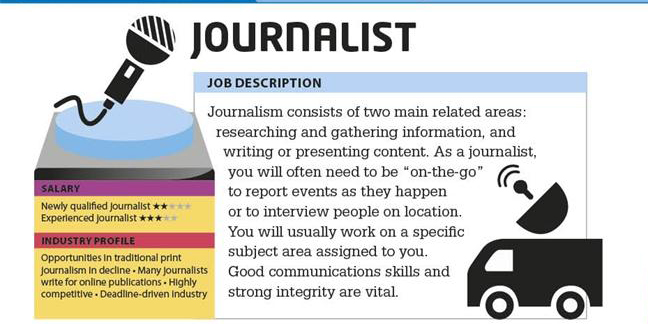 JOURNALIST
JOB DESCRIPTION
Journalism consists of two main related areas:
researching and gathering information, and
writing or presenting content. As a journalist,
you will often need to be “on-the-go”
to report events as they happen
or to interview people on location.
You will usually work on a specific
subject area assigned to you.
Good communications skills and
strong integrity are vital.
SALARY
Newly qualified journalist ★★★★★
Experienced journalist ★★★★★
INDUSTRY PROFILE
Opportunities in traditional print
journalism in decline • Many journalists
write for online publications • Highly
competitive • Deadline-driven industry